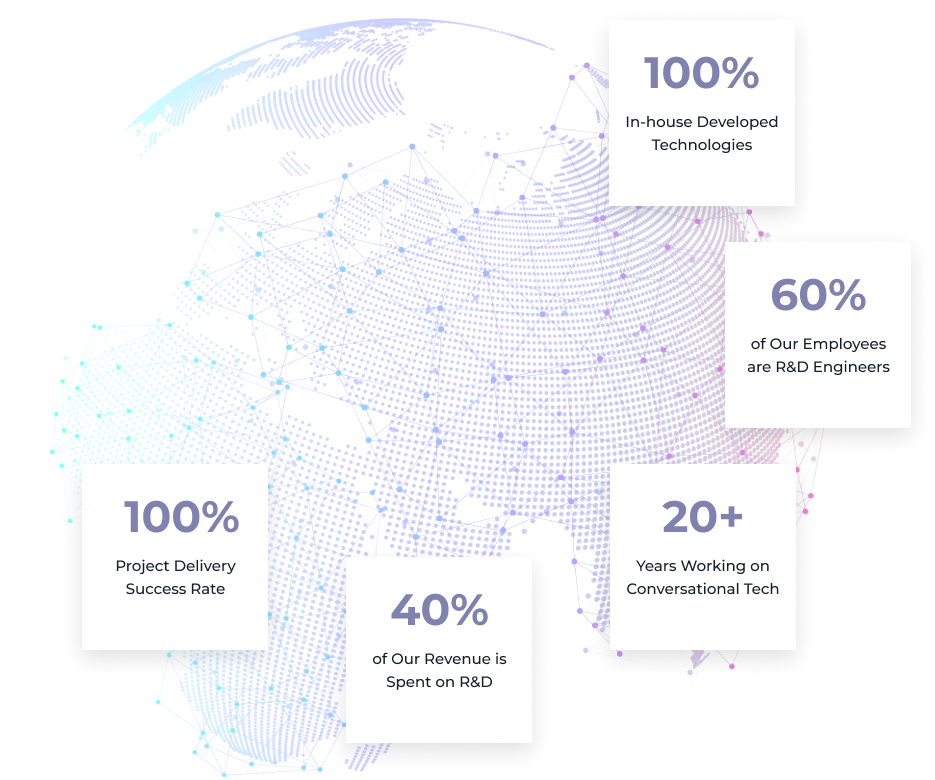 100%
In-house Developed
Technologies
60%
of Our Employees
are R&D Engineers
100%
Project Delivery
Success Rate
20+
Years Working on
Conversational Tech
40%
of Our Revenue is
Spent on R&D